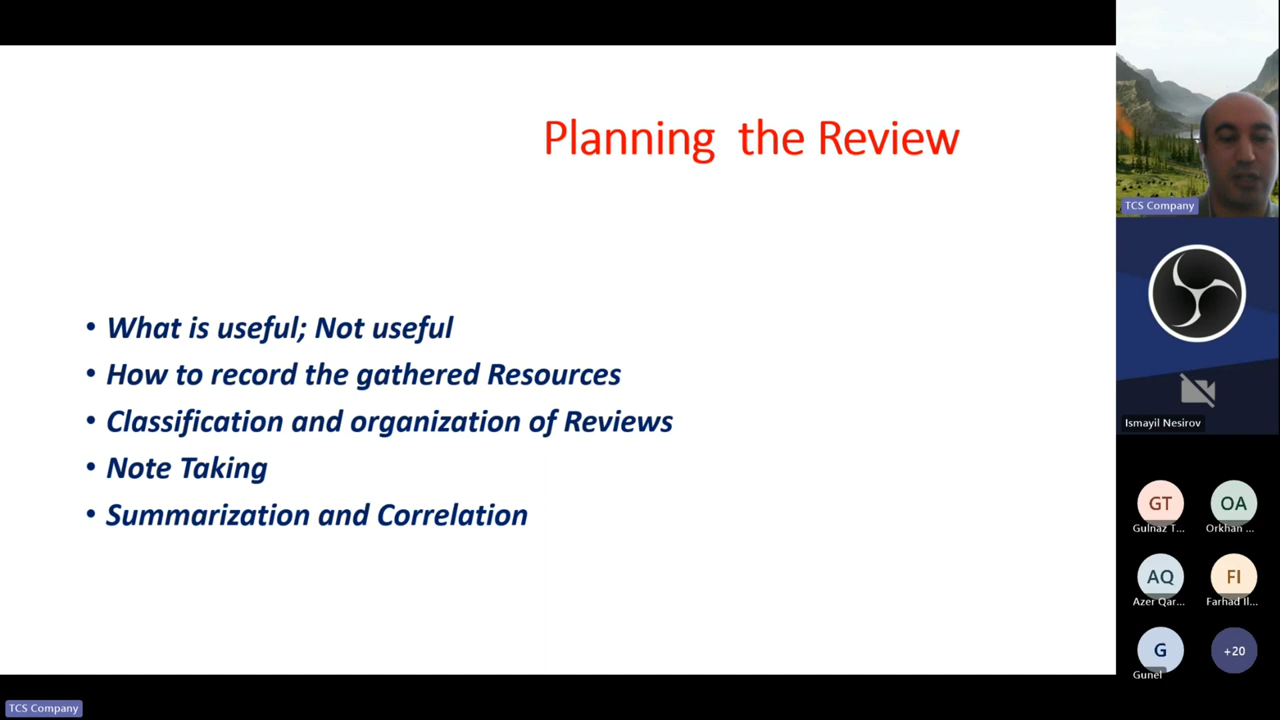 Planning the Review
• What is useful; Not useful
• How to record the gathered Resources
• Classification and organization of Reviews
• Note Taking
• Summarization and Correlation
TCS Company
Ismayil Nesirov
GT
Gulnaz T...
OA
Orkhan ...
AQ
Azer Qar...
FI
Farhad Il...
G
Gunel
+20
TCS Company